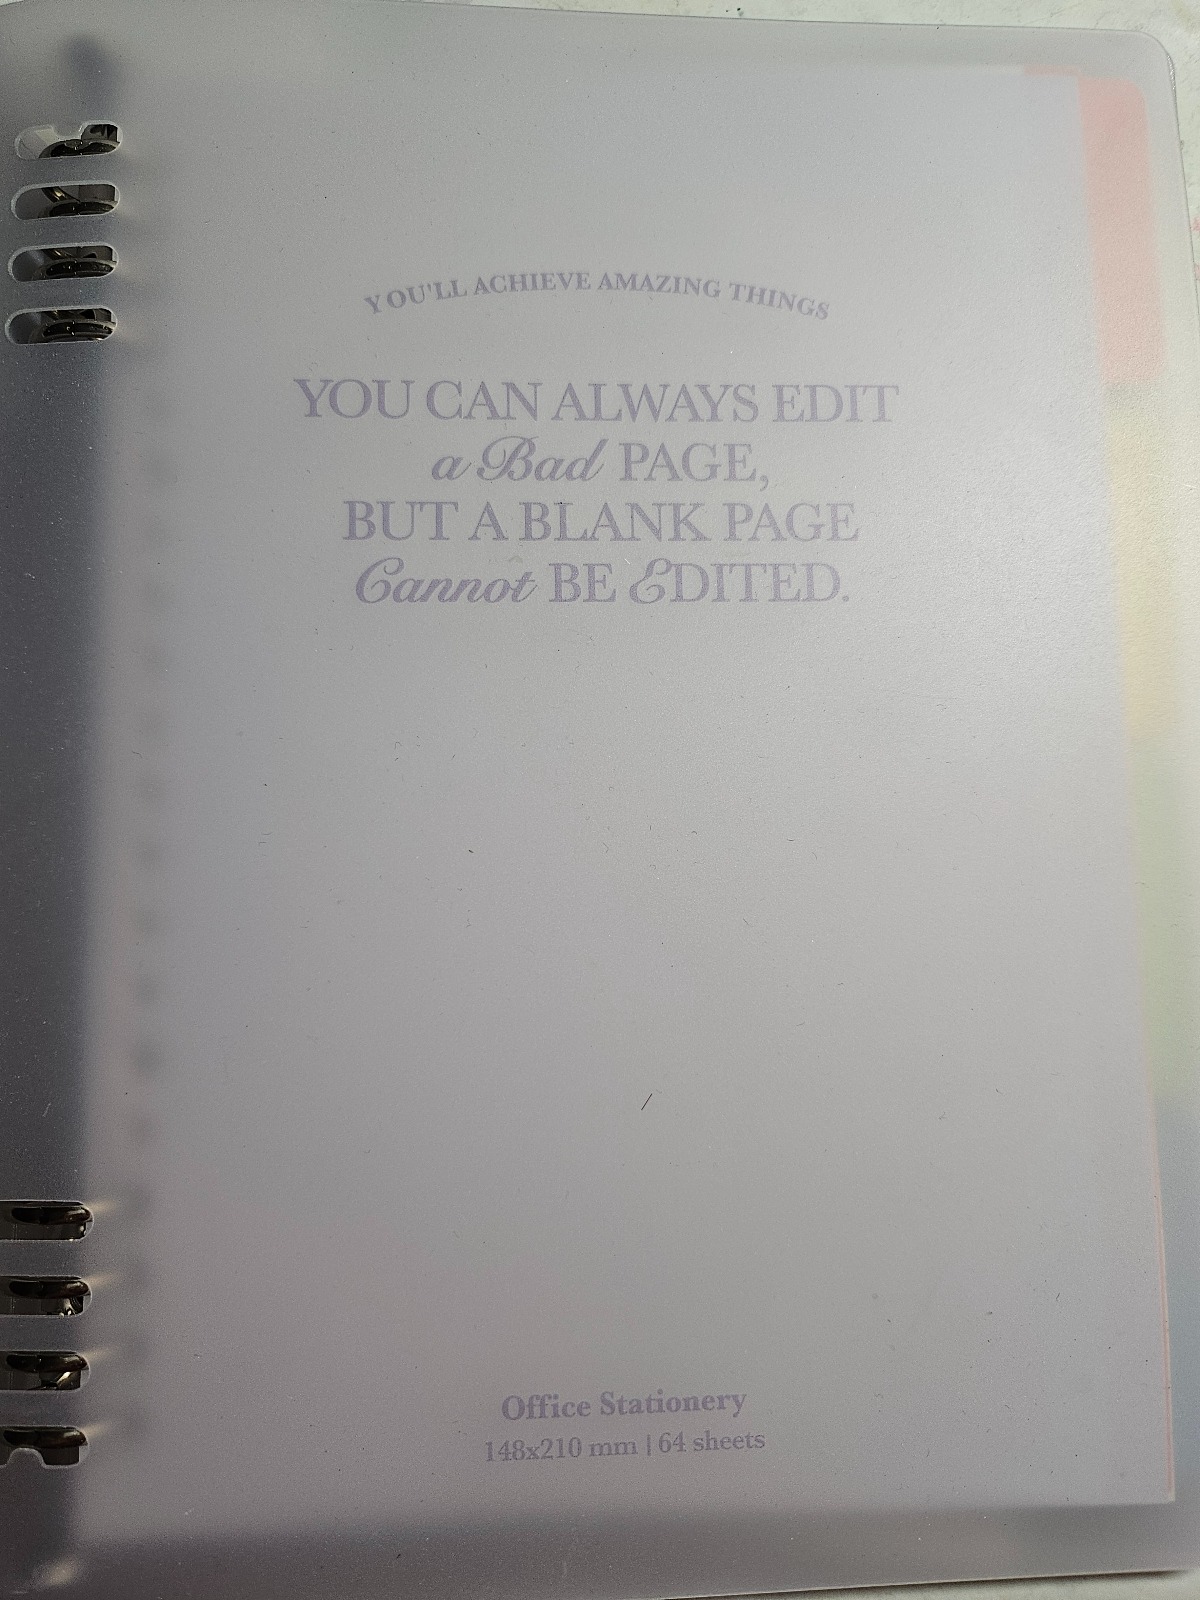 YOU'LL ACHIEVE AMAZING THINGS
YOU CAN ALWAYS EDIT
a Bad PAGE,
BUT A BLANK PAGE
Cannot BE EDITED.
Office Stationery
148x210 mm | 64 sheets